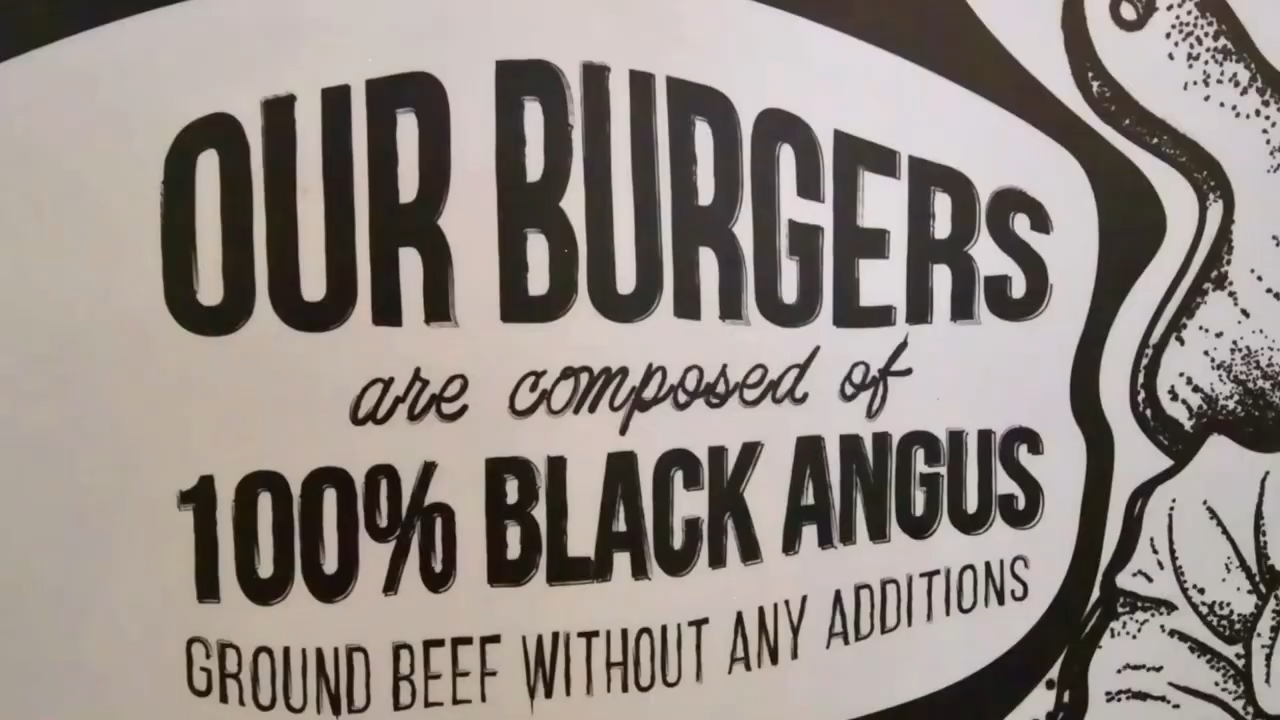 OUR BURGERS
are composed of
100% BLACK ANGUS
GROUND BEEF WITHOUT ANY ADDITIONS